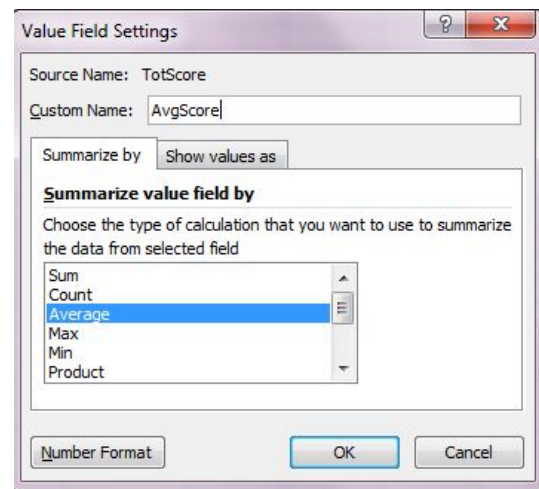 Value Field Settings
Source Name: TotScore
Custom Name: AvgScore
Summarize by Show values as
Summarize value field by
Choose the type of calculation that you want to use to summarize
the data from selected field
Sum
Count
Average
Max
Min
Product
Number Format OK Cancel